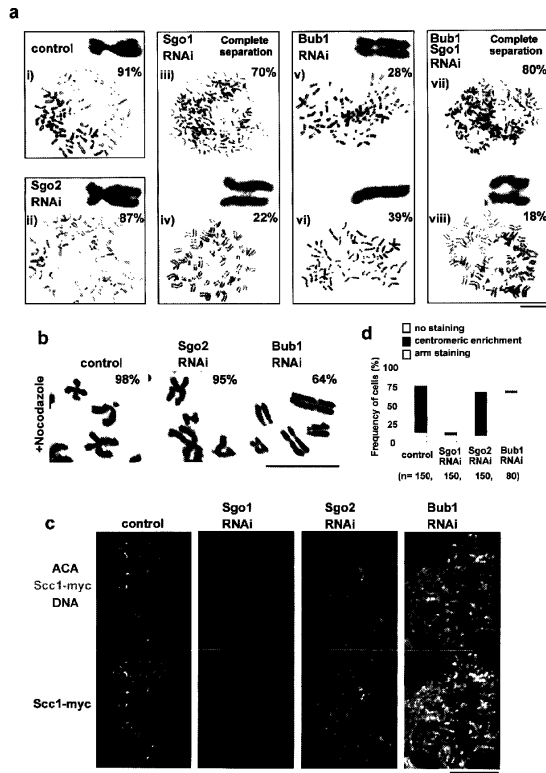 a
control
i)
91%
Sgo1 Complete
RNAi separation
iii)
70%
Bub1
RNAi
v)
28%
Bub1 Complete
Sgo1 separation
RNAi
vii)
80%
Sgo2
RNAi
ii)
87%
iv)
22%
vi)
39%
viii)
18%
b
+Nocodazole
control
98%
Sgo2
RNAi
95%
Bub1
RNAi
64%
d
no staining
centromeric enrichment
arm staining
Frequency of cells (%)
100
75
50
25
0
control Sgo1 Sgo2 Bub1
RNAi RNAi RNAi
(n= 150, 150, 150, 80)
c
control
Sgo1
RNAi
Sgo2
RNAi
Bub1
RNAi
ACA
Scc1-myc
DNA
Scc1-myc